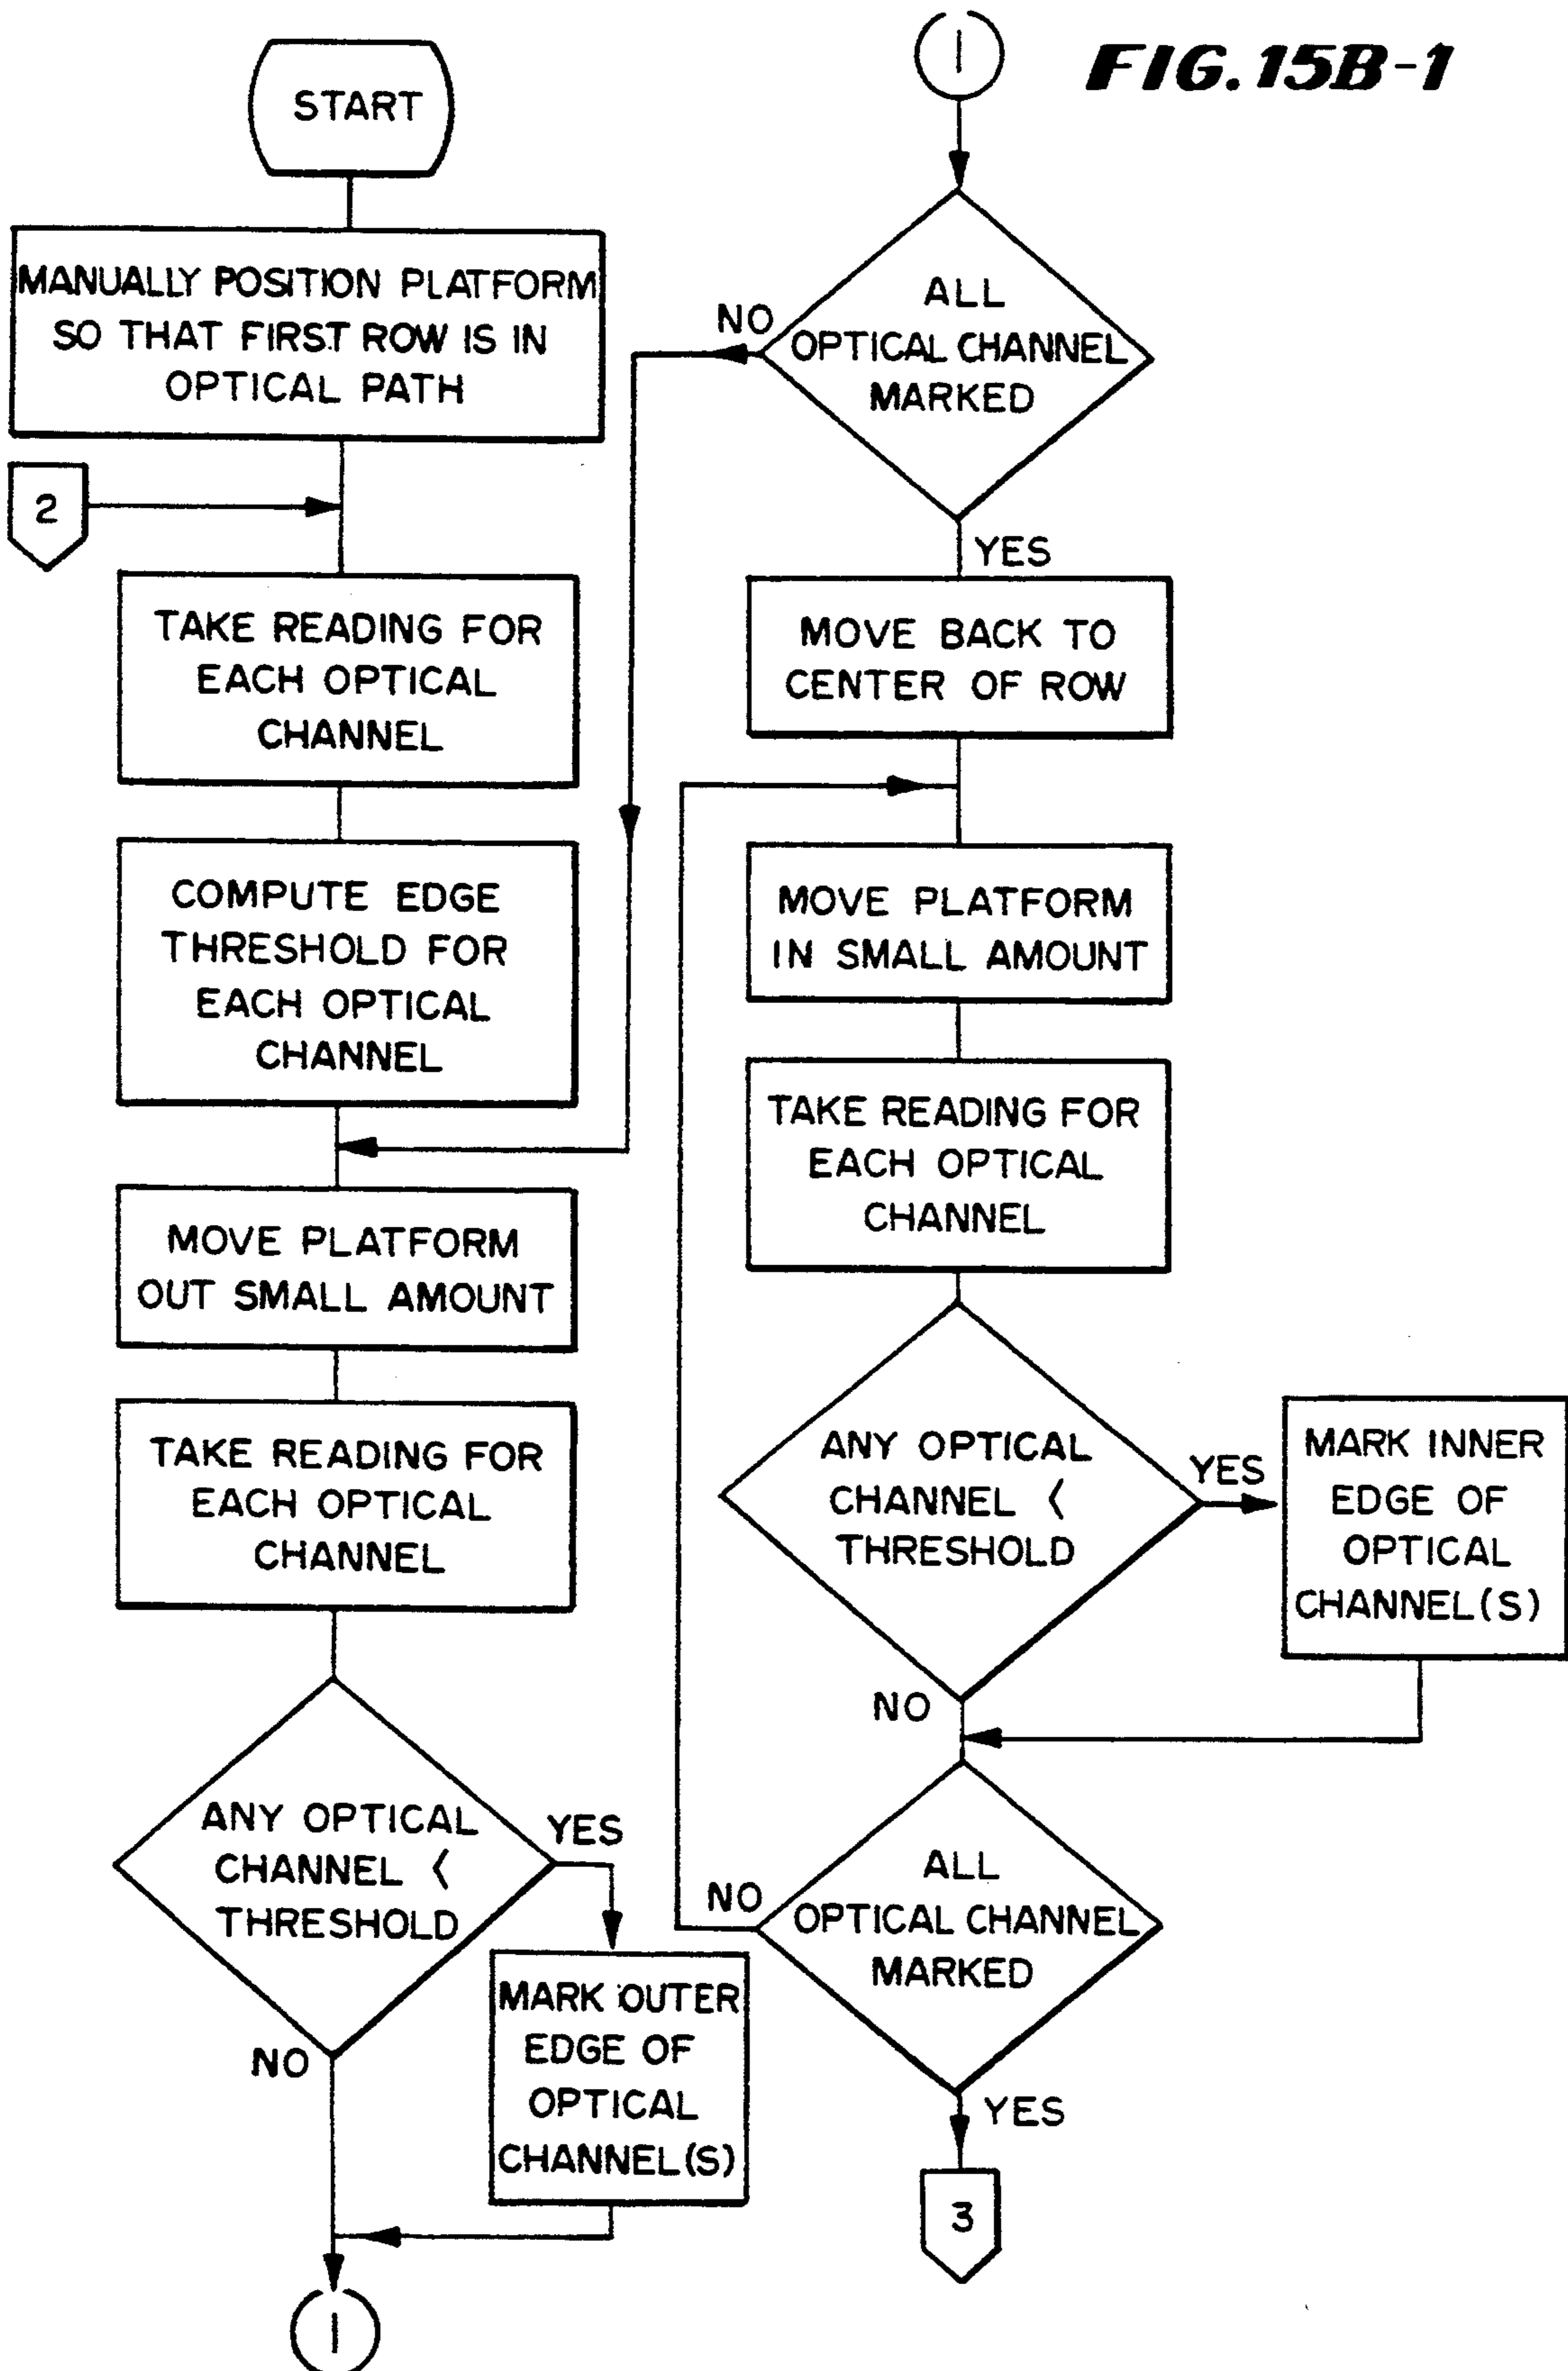 FIG. 15B-1
START
MANUALLY POSITION PLATFORM
SO THAT FIRST ROW IS IN
OPTICAL PATH
2
TAKE READING FOR
EACH OPTICAL
CHANNEL
COMPUTE EDGE
THRESHOLD FOR
EACH OPTICAL
CHANNEL
MOVE PLATFORM
OUT SMALL AMOUNT
TAKE READING FOR
EACH OPTICAL
CHANNEL
ANY OPTICAL
CHANNEL <
THRESHOLD
YES
NO
MARK OUTER
EDGE OF
OPTICAL
CHANNEL(S)
1
1
ALL
OPTICAL CHANNEL
MARKED
NO
YES
MOVE BACK TO
CENTER OF ROW
MOVE PLATFORM
IN SMALL AMOUNT
TAKE READING FOR
EACH OPTICAL
CHANNEL
ANY OPTICAL
CHANNEL <
THRESHOLD
YES
NO
MARK INNER
EDGE OF
OPTICAL
CHANNEL(S)
ALL
OPTICAL CHANNEL
MARKED
NO
YES
3